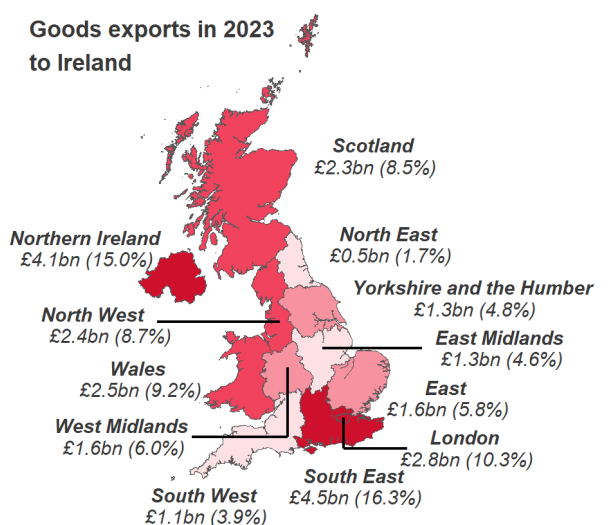 Goods exports in 2023
to Ireland
Scotland
£2.3bn (8.5%)
Northern Ireland
£4.1bn (15.0%)
North East
£0.5bn (1.7%)
Yorkshire and the Humber
£1.3bn (4.8%)
North West
£2.4bn (8.7%)
East Midlands
£1.3bn (4.6%)
Wales
£2.5bn (9.2%)
East
£1.6bn (5.8%)
West Midlands
£1.6bn (6.0%)
London
£2.8bn (10.3%)
South East
£4.5bn (16.3%)
South West
£1.1bn (3.9%)